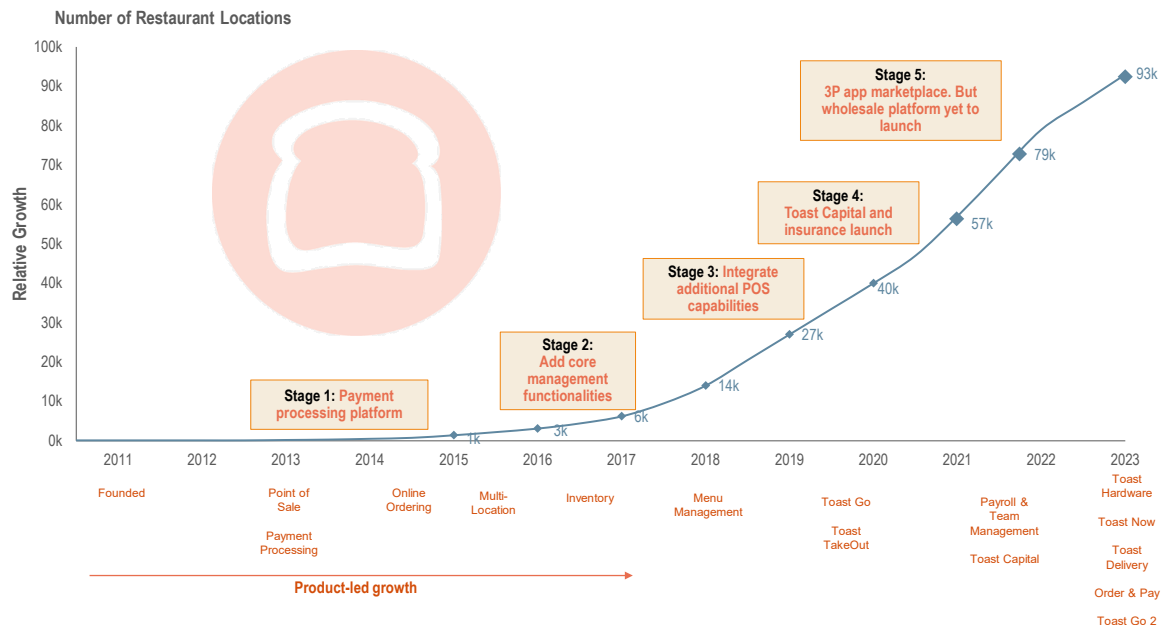 Number of Restaurant Locations
Relative Growth
100k
90k
80k
70k
60k
50k
40k
30k
20k
10k
0k
Stage 1: Payment
processing platform
Stage 2:
Add core
management
functionalities
Stage 3: Integrate
additional POS
capabilities
Stage 4:
Toast Capital and
insurance launch
Stage 5:
3P app marketplace. But
wholesale platform yet to
launch
1k
3k
6k
14k
27k
40k
57k
79k
93k
2011
2012
2013
2014
2015
2016
2017
2018
2019
2020
2021
2022
2023
Founded
Point of
Sale
Payment
Processing
Online
Ordering
Multi-
Location
Inventory
Menu
Management
Toast Go
Toast
TakeOut
Payroll &
Team
Management
Toast Capital
Toast
Hardware
Toast Now
Toast
Delivery
Order & Pay
Toast Go 2
Product-led growth